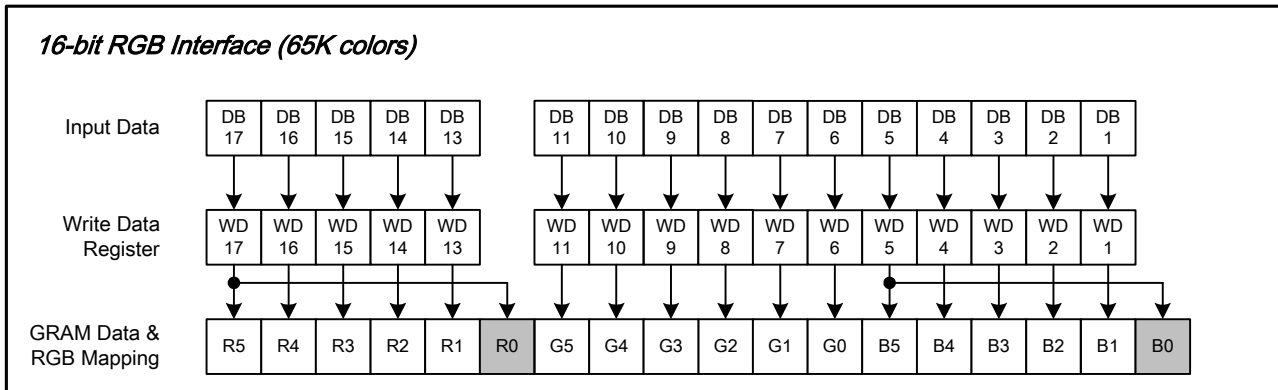 16-bit RGB Interface (65K colors)
Input Data
DB 17 DB 16 DB 15 DB 14 DB 13 DB 11 DB 10 DB 9 DB 8 DB 7 DB 6 DB 5 DB 4 DB 3 DB 2 DB 1
Write Data
Register
WD 17 WD 16 WD 15 WD 14 WD 13 WD 11 WD 10 WD 9 WD 8 WD 7 WD 6 WD 5 WD 4 WD 3 WD 2 WD 1
GRAM Data &
RGB Mapping
R5 R4 R3 R2 R1 R0 G5 G4 G3 G2 G1 G0 B5 B4 B3 B2 B1 B0